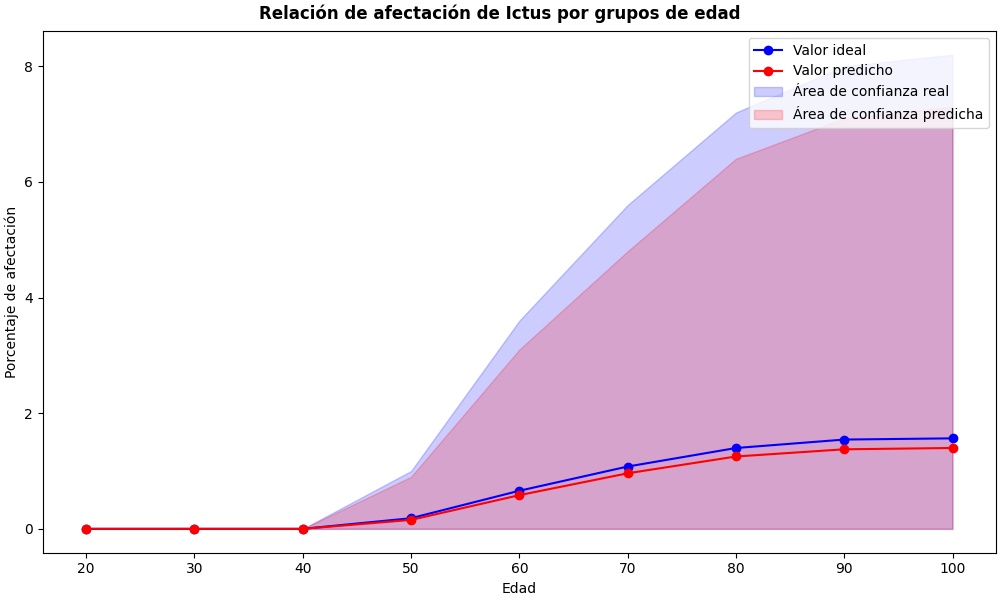 Relación de afectación de Ictus por grupos de edad
Valor ideal
Valor predicho
Área de confianza real
Área de confianza predicha
Porcentaje de afectación
8
6
4
2
0
20 30 40 50 60 70 80 90 100
Edad